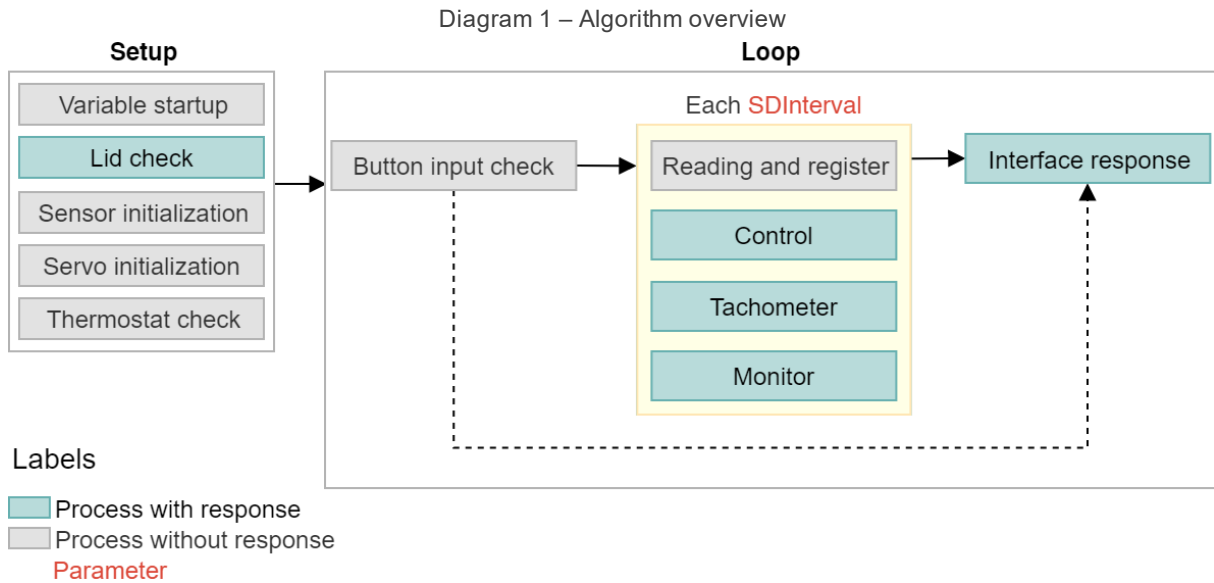 Diagram 1 – Algorithm overview
Setup
Variable startup
Lid check
Sensor initialization
Servo initialization
Thermostat check
Loop
Button input check
Each SDInterval
Reading and register
Control
Tachometer
Monitor
Interface response
Labels
Process with response
Process without response
Parameter